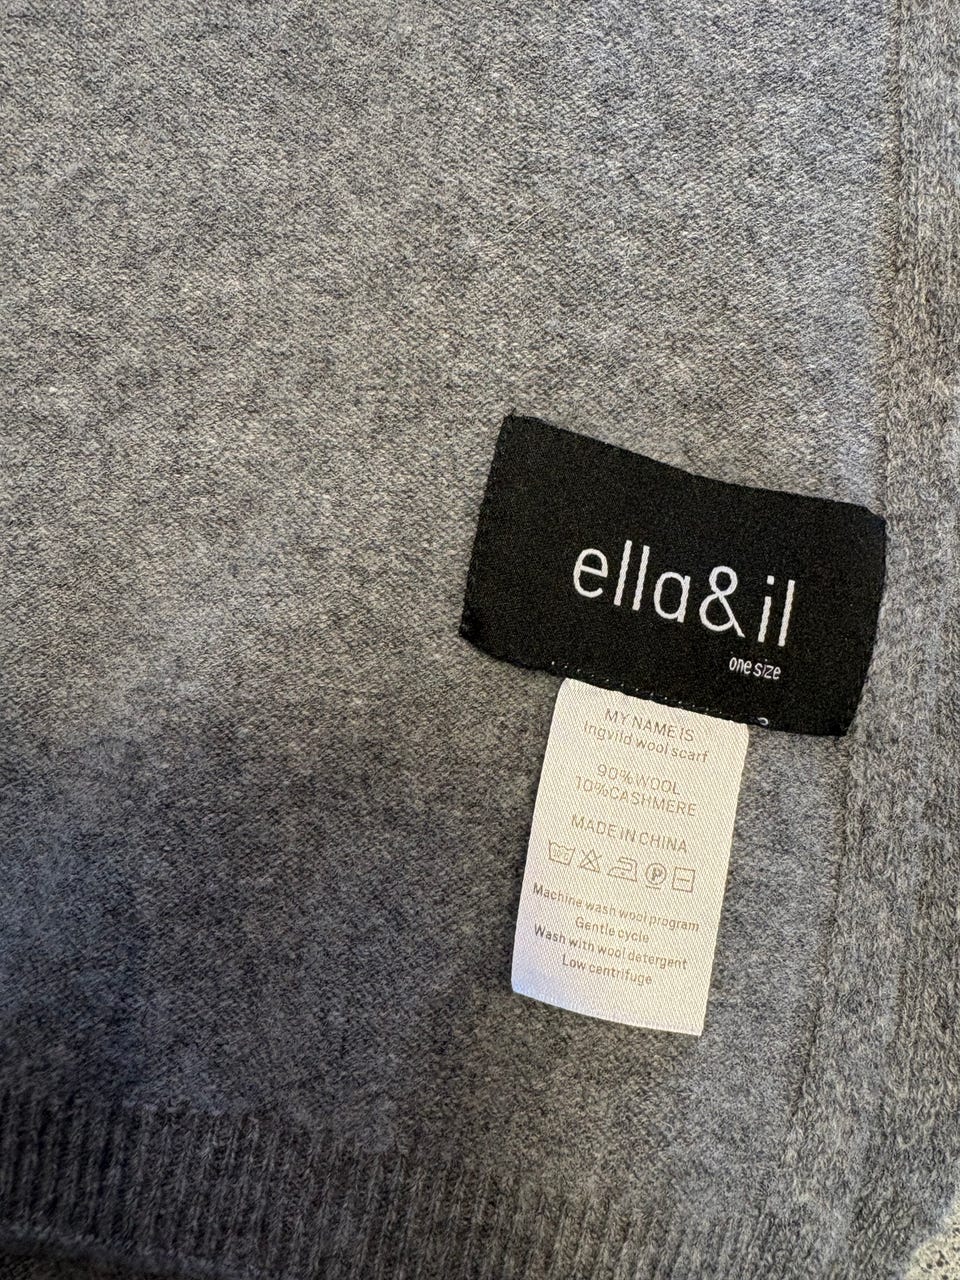 ella&il
one size
MY NAME IS
Ingvild wool scarf
90%WOOL
10%CASHMERE
MADE IN CHINA
P
Machine wash wool program
Gentle cycle
Wash with wool detergent
Low centrifuge